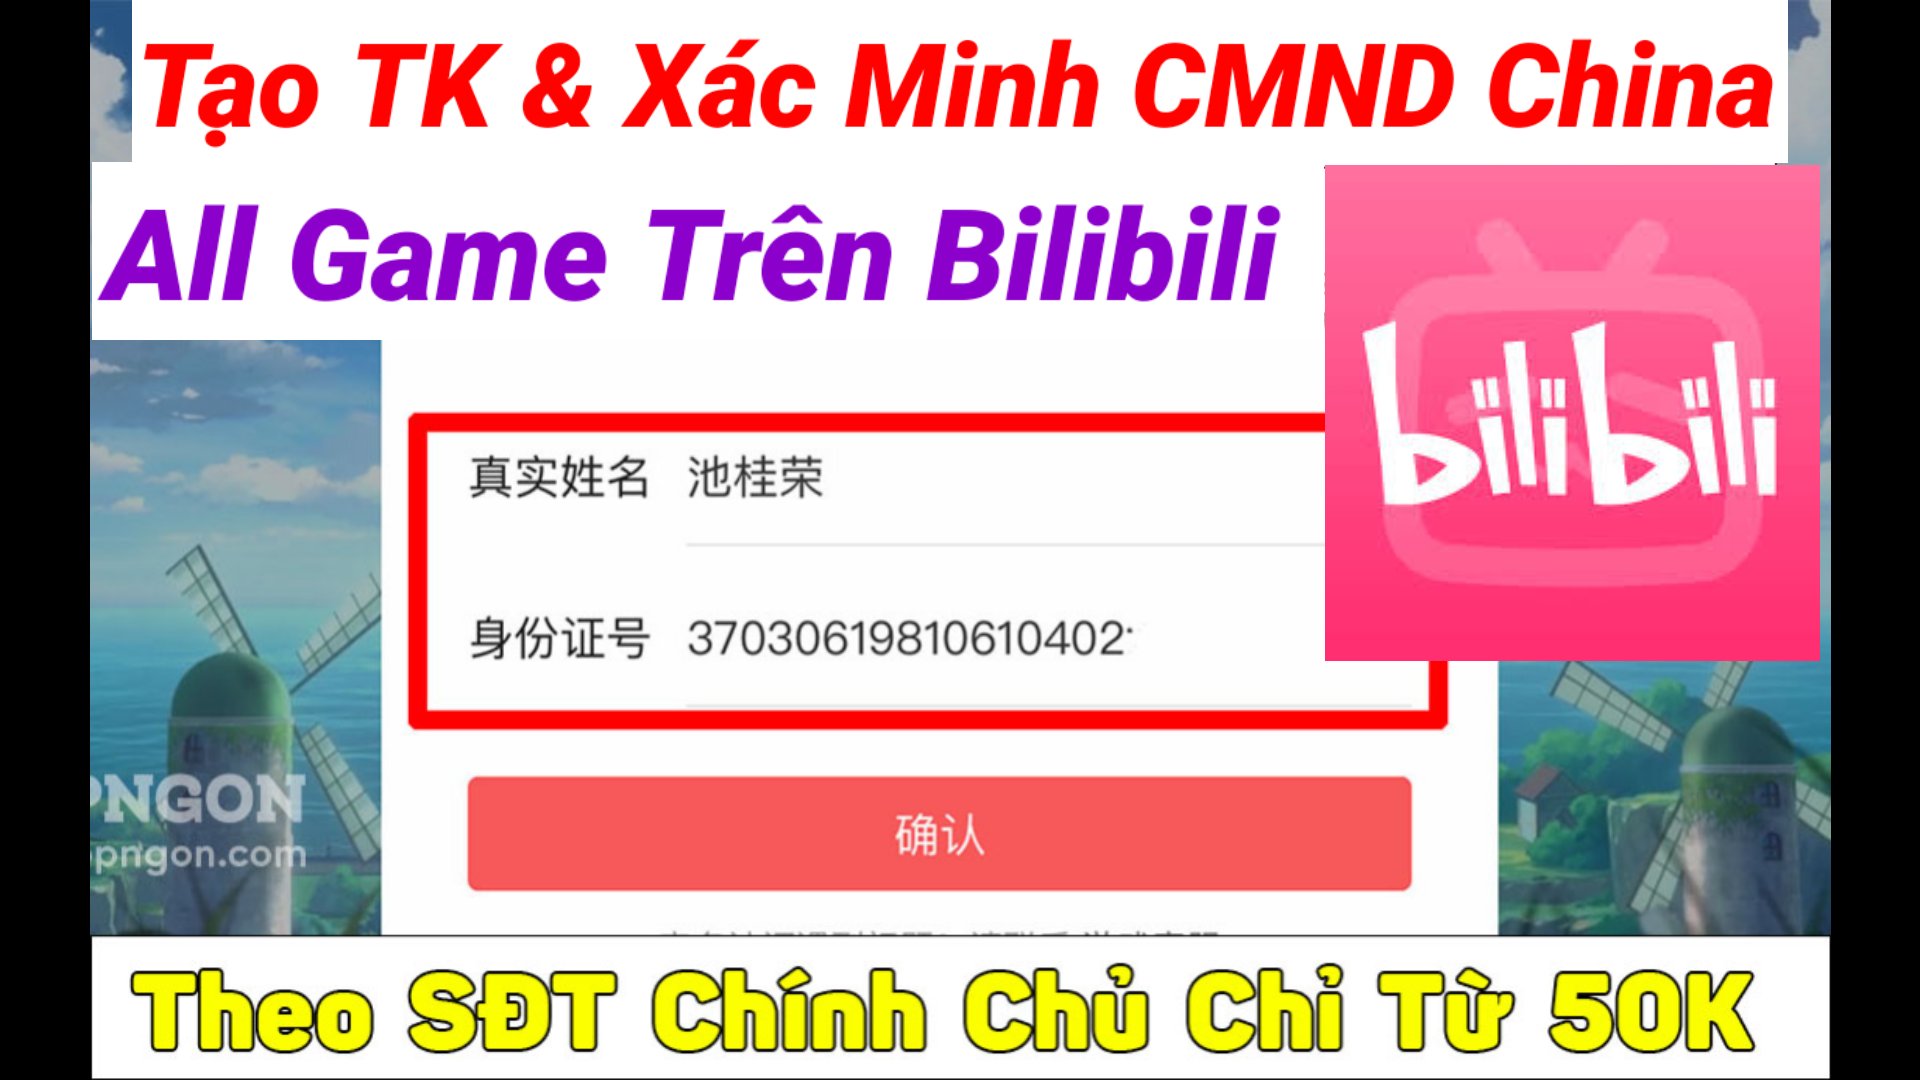 Tạo TK & Xác Minh CMND China
All Game Trên Bilibili
bilibili
真实姓名 池桂荣
身份证号 37030619810610402
PNGON
pngon.com
确认
Theo SĐT Chính Chủ Chỉ Từ 50K